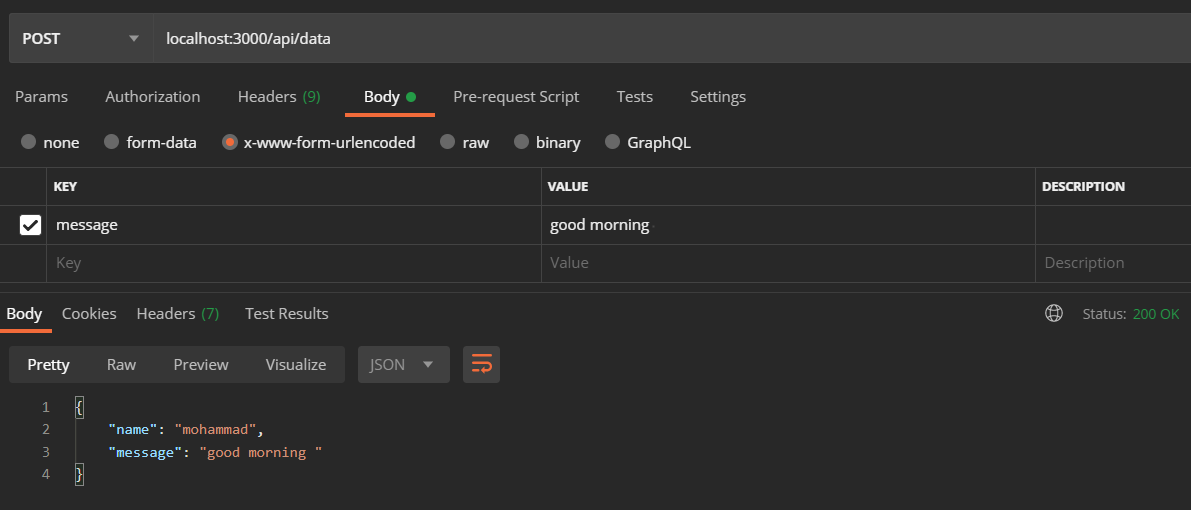 POST localhost:3000/api/data
Params Authorization Headers (9) Body Pre-request Script Tests Settings
none form-data x-www-form-urlencoded raw binary GraphQL
KEY VALUE DESCRIPTION
message good morning
Key Value Description
Body Cookies Headers (7) Test Results Status: 200 OK
Pretty Raw Preview Visualize JSON
1 {
2 "name": "mohammad",
3 "message": "good morning "
4 }